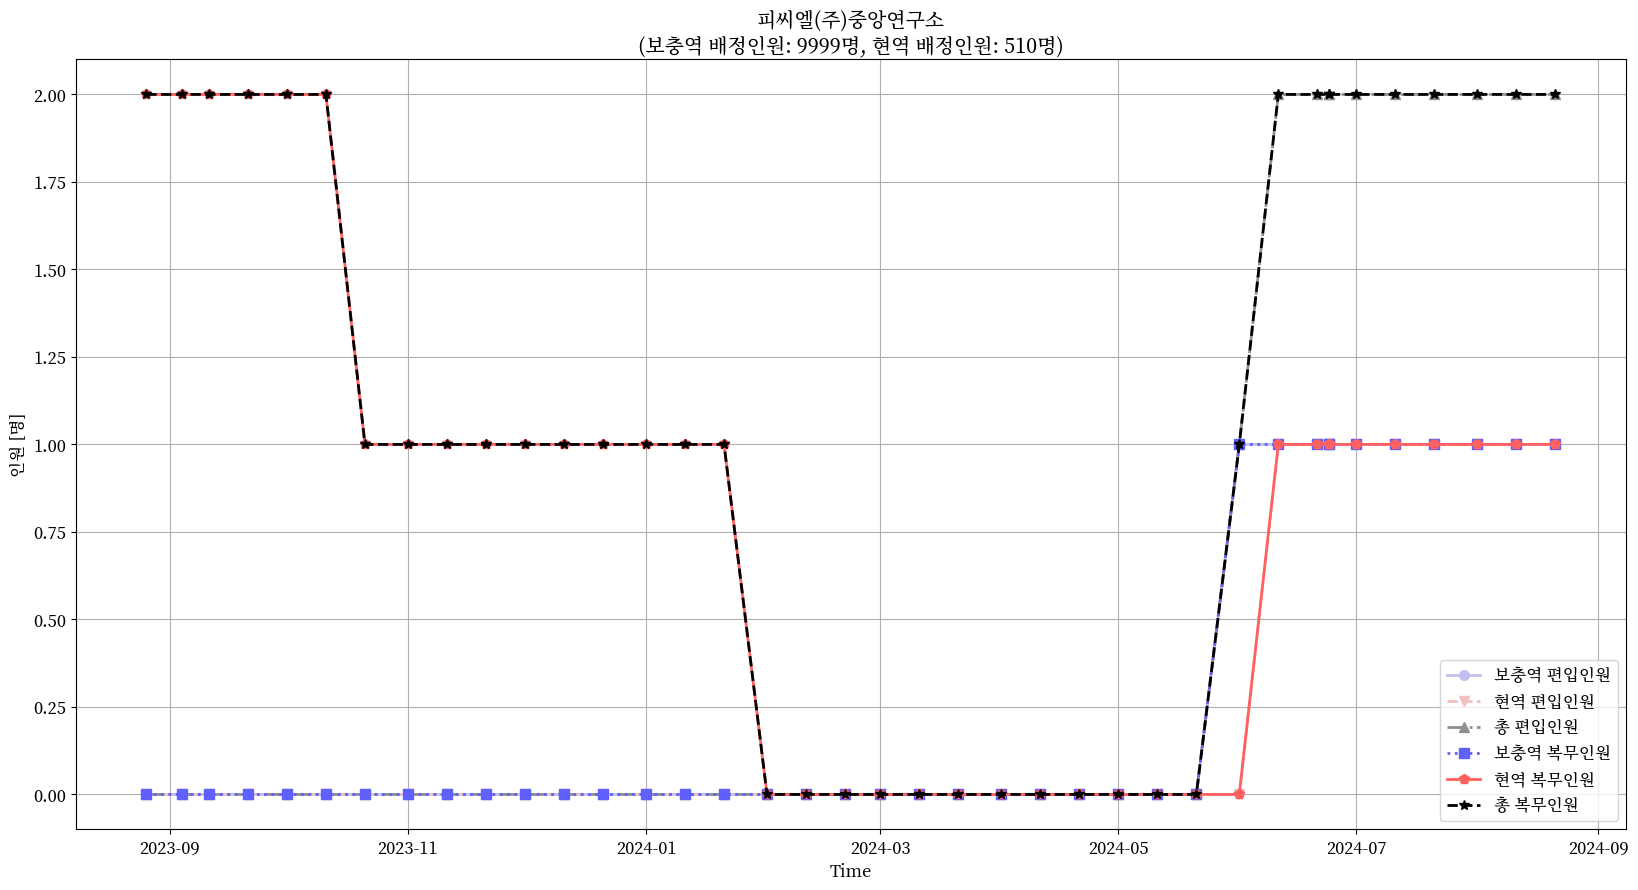 피씨엘(주)중앙연구소
(보충역 배정인원: 9999명, 현역 배정인원: 510명)
2.00
1.75
1.50
1.25
1.00
0.75
0.50
0.25
0.00
인원 [명]
보충역 편입인원
현역 편입인원
총 편입인원
보충역 복무인원
현역 복무인원
총 복무인원
2023-09 2023-11 2024-01 2024-03 2024-05 2024-07 2024-09
Time